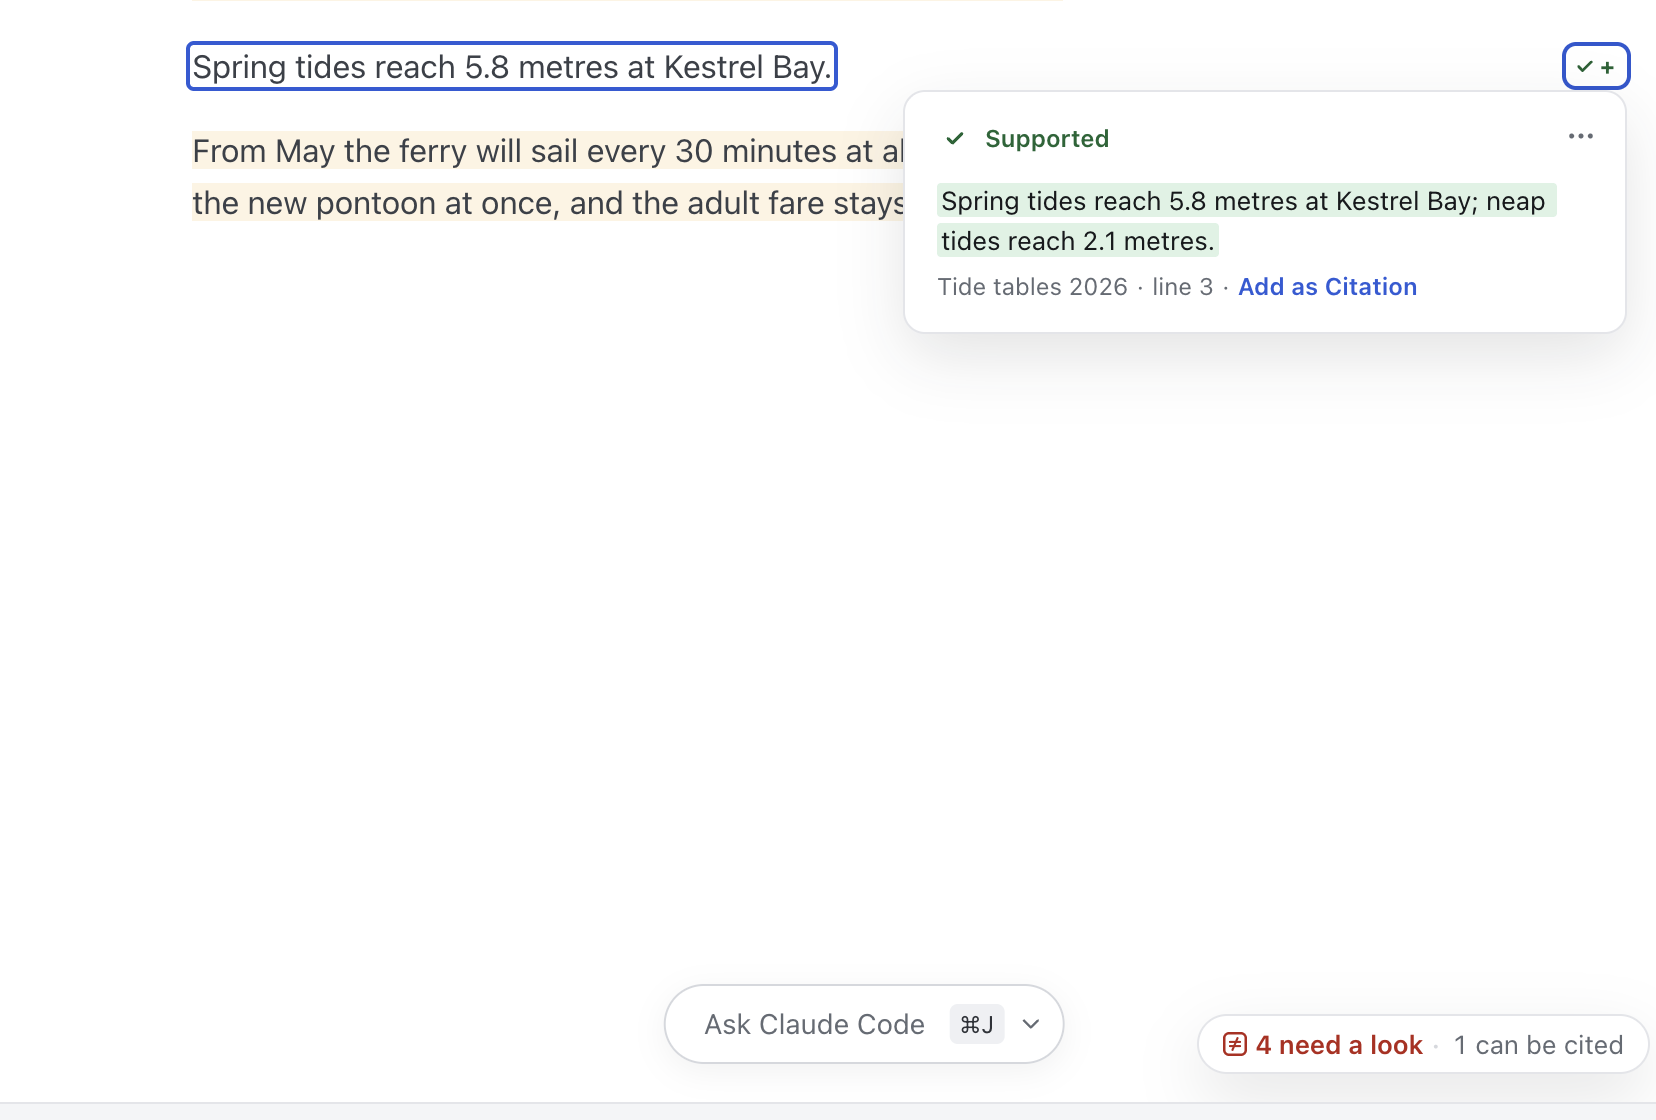 Spring tides reach 5.8 metres at Kestrel Bay.
✓ +
Supported
Spring tides reach 5.8 metres at Kestrel Bay; neap
tides reach 2.1 metres.
Tide tables 2026 · line 3 · Add as Citation
From May the ferry will sail every 30 minutes at
the new pontoon at once, and the adult fare stays
Ask Claude Code ⌘J
4 need a look · 1 can be cited